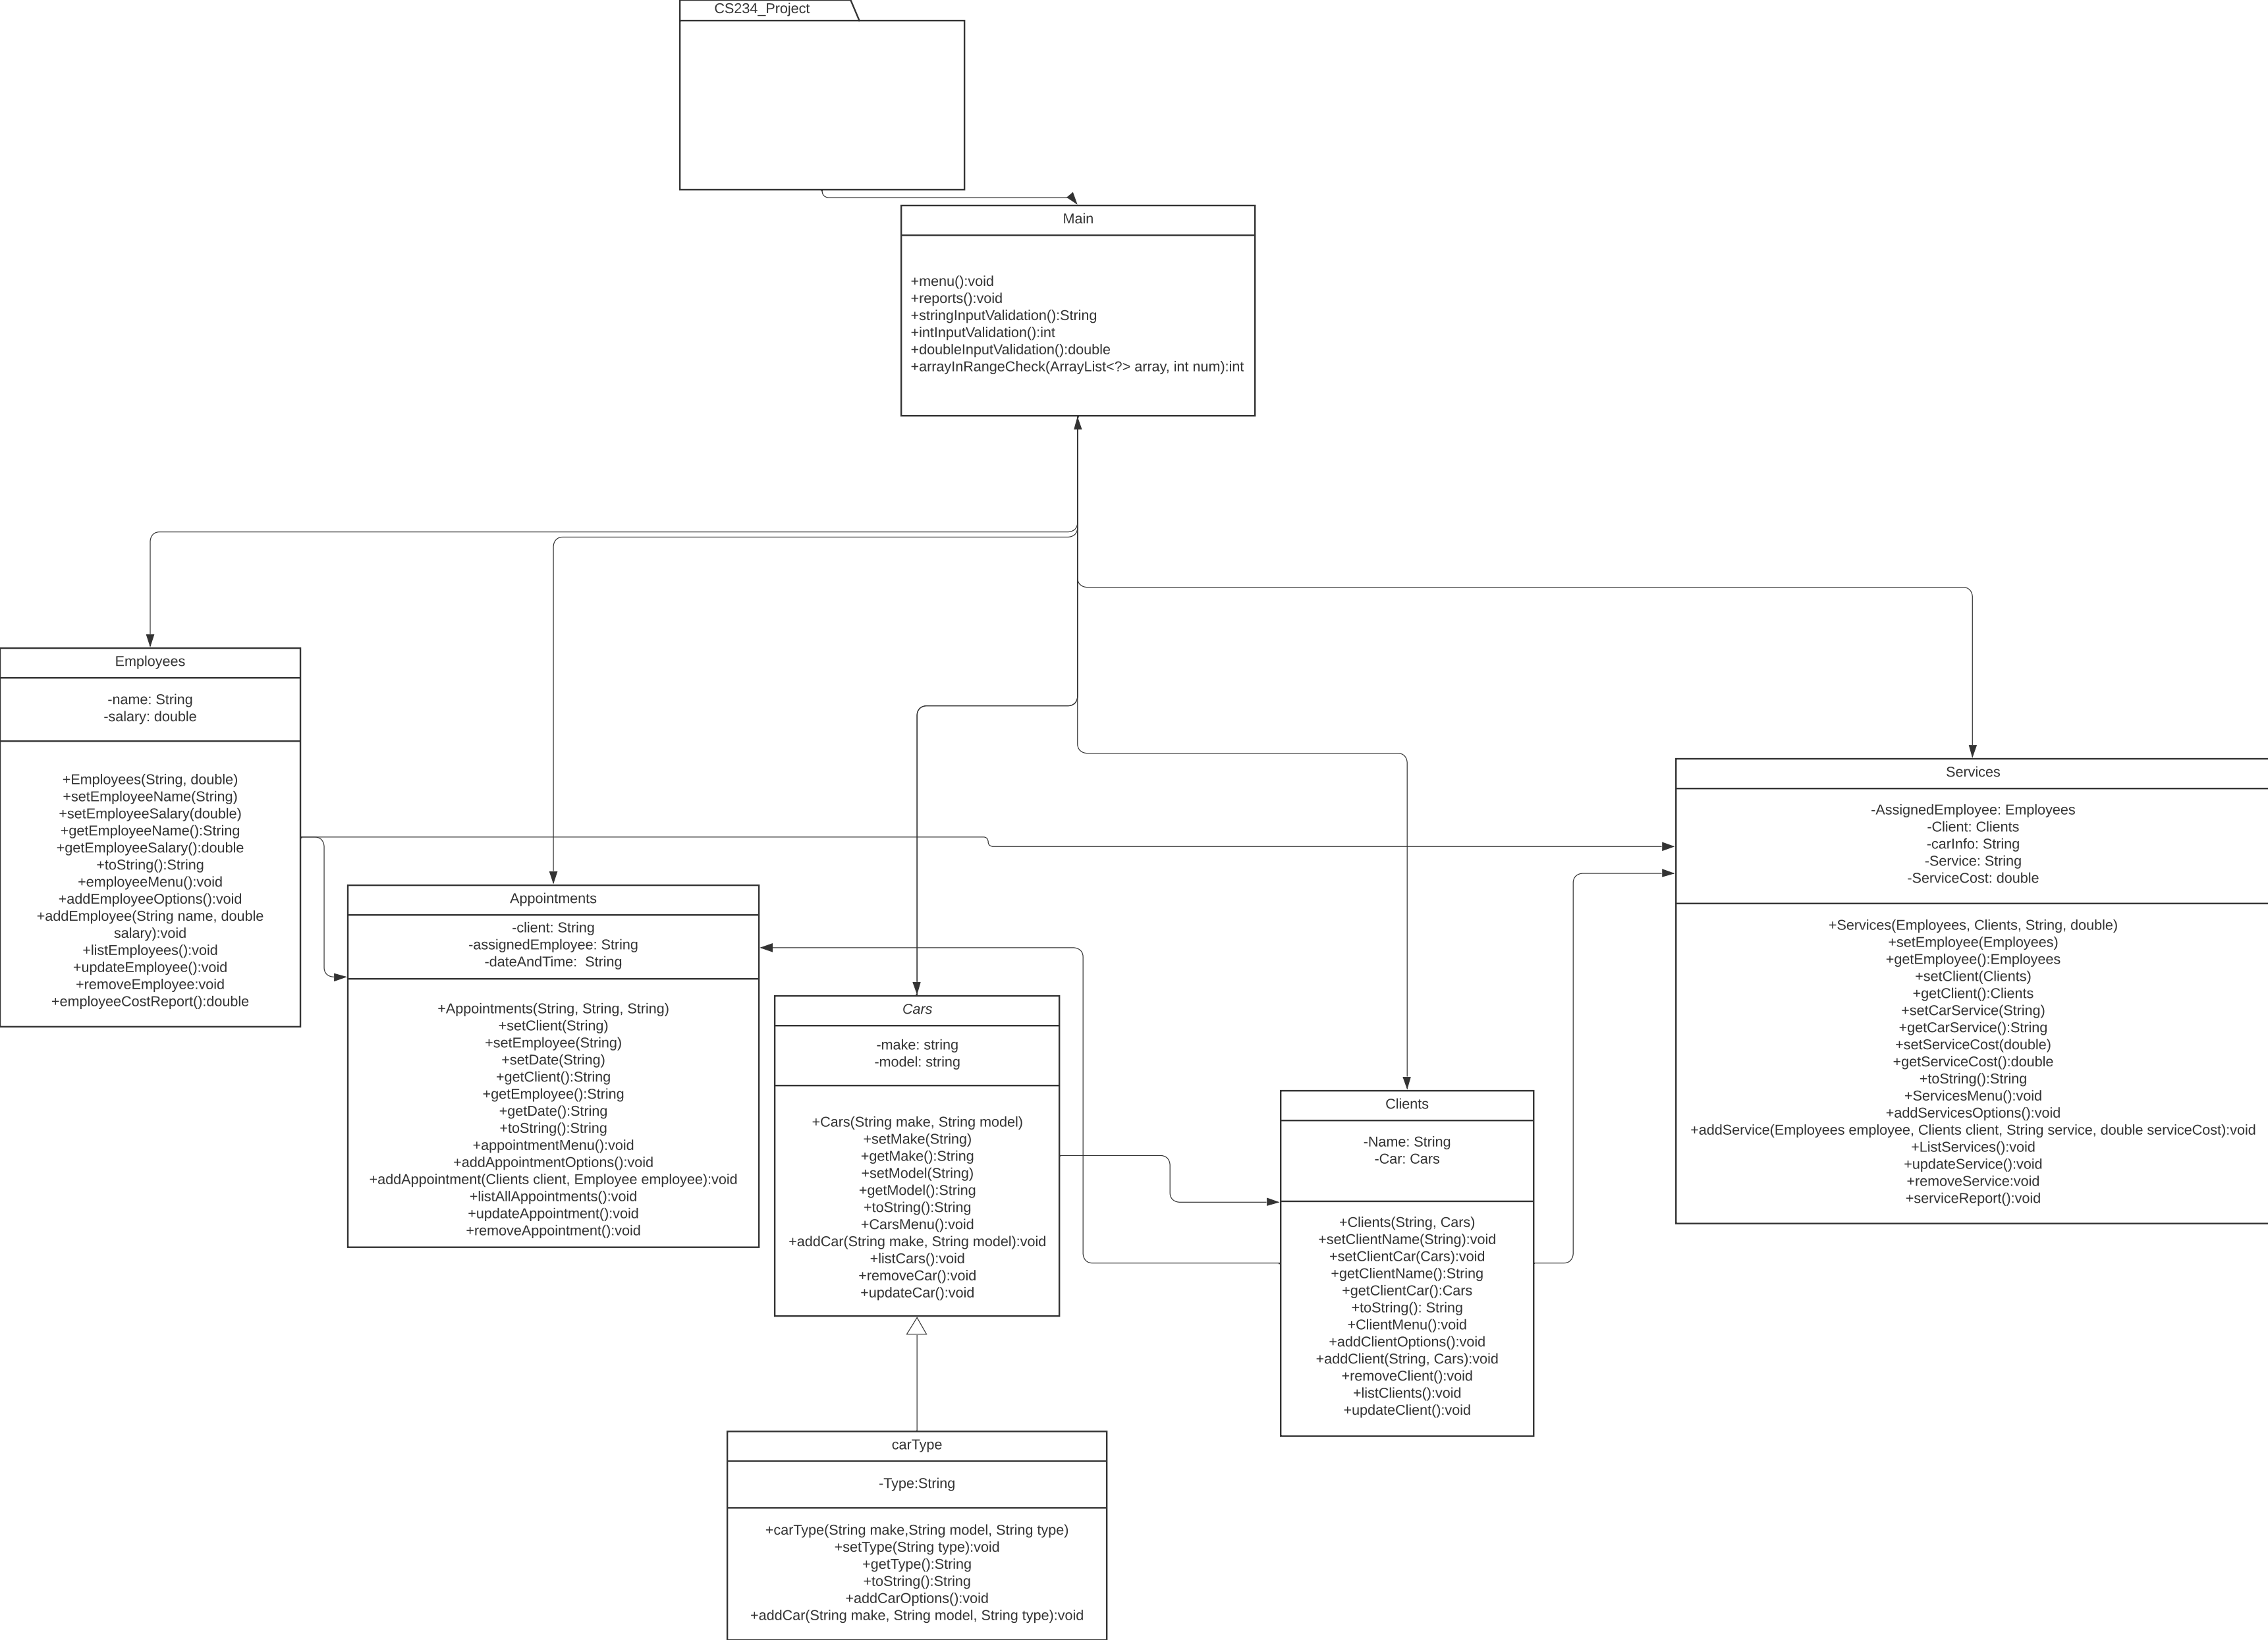 CS234_Project
Main
+menu():void
+reports():void
+stringInputValidation():String
+intInputValidation():int
+doubleInputValidation():double
+arrayInRangeCheck(ArrayList<?> array, int num):int
Employees
-name: String
-salary: double
+Employees(String, double)
+setEmployeeName(String)
+setEmployeeSalary(double)
+getEmployeeName():String
+getEmployeeSalary():double
+toString():String
+employeeMenu():void
+addEmployeeOptions():void
+addEmployee(String name, double
salary):void
+listEmployees():void
+updateEmployee():void
+removeEmployee:void
+employeeCostReport():double
Appointments
-client: String
-assignedEmployee: String
-dateAndTime:  String
+Appointments(String, String, String)
+setClient(String)
+setEmployee(String)
+setDate(String)
+getClient():String
+getEmployee():String
+getDate():String
+toString():String
+appointmentMenu():void
+addAppointmentOptions():void
+addAppointment(Clients client, Employee employee):void
+listAllAppointments():void
+updateAppointment():void
+removeAppointment():void
Cars
-make: string
-model: string
+Cars(String make, String model)
+setMake(String)
+getMake():String
+setModel(String)
+getModel():String
+toString():String
+CarsMenu():void
+addCar(String make, String model):void
+listCars():void
+removeCar():void
+updateCar():void
Clients
-Name: String
-Car: Cars
+Clients(String, Cars)
+setClientName(String):void
+setClientCar(Cars):void
+getClientName():String
+getClientCar():Cars
+toString(): String
+ClientMenu():void
+addClientOptions():void
+addClient(String, Cars):void
+removeClient():void
+listClients():void
+updateClient():void
Services
-AssignedEmployee: Employees
-Client: Clients
-carInfo: String
-Service: String
-ServiceCost: double
+Services(Employees, Clients, String, double)
+setEmployee(Employees)
+getEmployee():Employees
+setClient(Clients)
+getClient():Clients
+setCarService(String)
+getCarService():String
+setServiceCost(double)
+getServiceCost():double
+toString():String
+ServicesMenu():void
+addServicesOptions():void
+addService(Employees employee, Clients client, String service, double serviceCost):void
+ListServices():void
+updateService():void
+removeService:void
+serviceReport():void
carType
-Type:String
+carType(String make,String model, String type)
+setType(String type):void
+getType():String
+toString():String
+addCarOptions():void
+addCar(String make, String model, String type):void